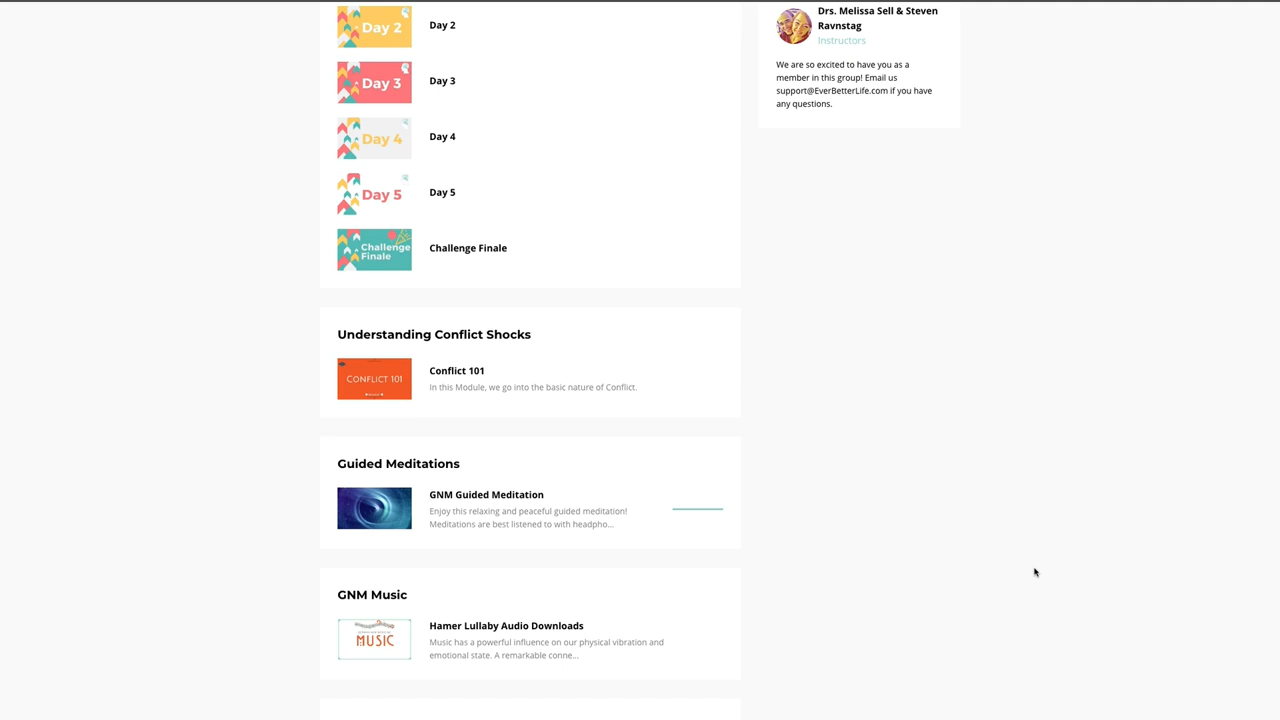 Day 2
Day 2
Day 3
Day 3
Day 4
Day 4
Day 5
Day 5
Challenge
Finale
Challenge Finale
Understanding Conflict Shocks
CONFLICT 101
Conflict 101
In this Module, we go into the basic nature of Conflict.
Guided Meditations
GNM Guided Meditation
Enjoy this relaxing and peaceful guided meditation!
Meditations are best listened to with headpho...
GNM Music
MUSIC
Hamer Lullaby Audio Downloads
Music has a powerful influence on our physical vibration and
emotional state. A remarkable conne...
Drs. Melissa Sell & Steven
Ravnstag
Instructors
We are so excited to have you as a
member in this group! Email us
support@EverBetterLife.com if you have
any questions.